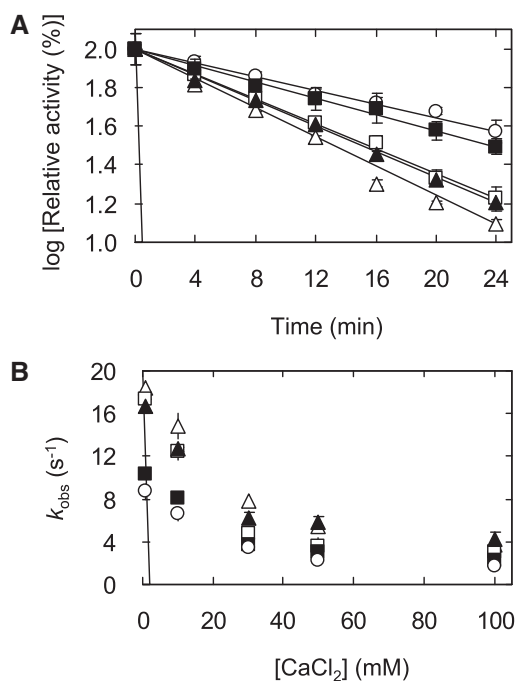 A
log [Relative activity (%)]
2.0
1.8
1.6
1.4
1.2
1.0
0 4 8 12 16 20 24
Time (min)
B
k_obs (s⁻¹)
20
16
12
8
4
0
0 20 40 60 80 100
[CaCl₂] (mM)